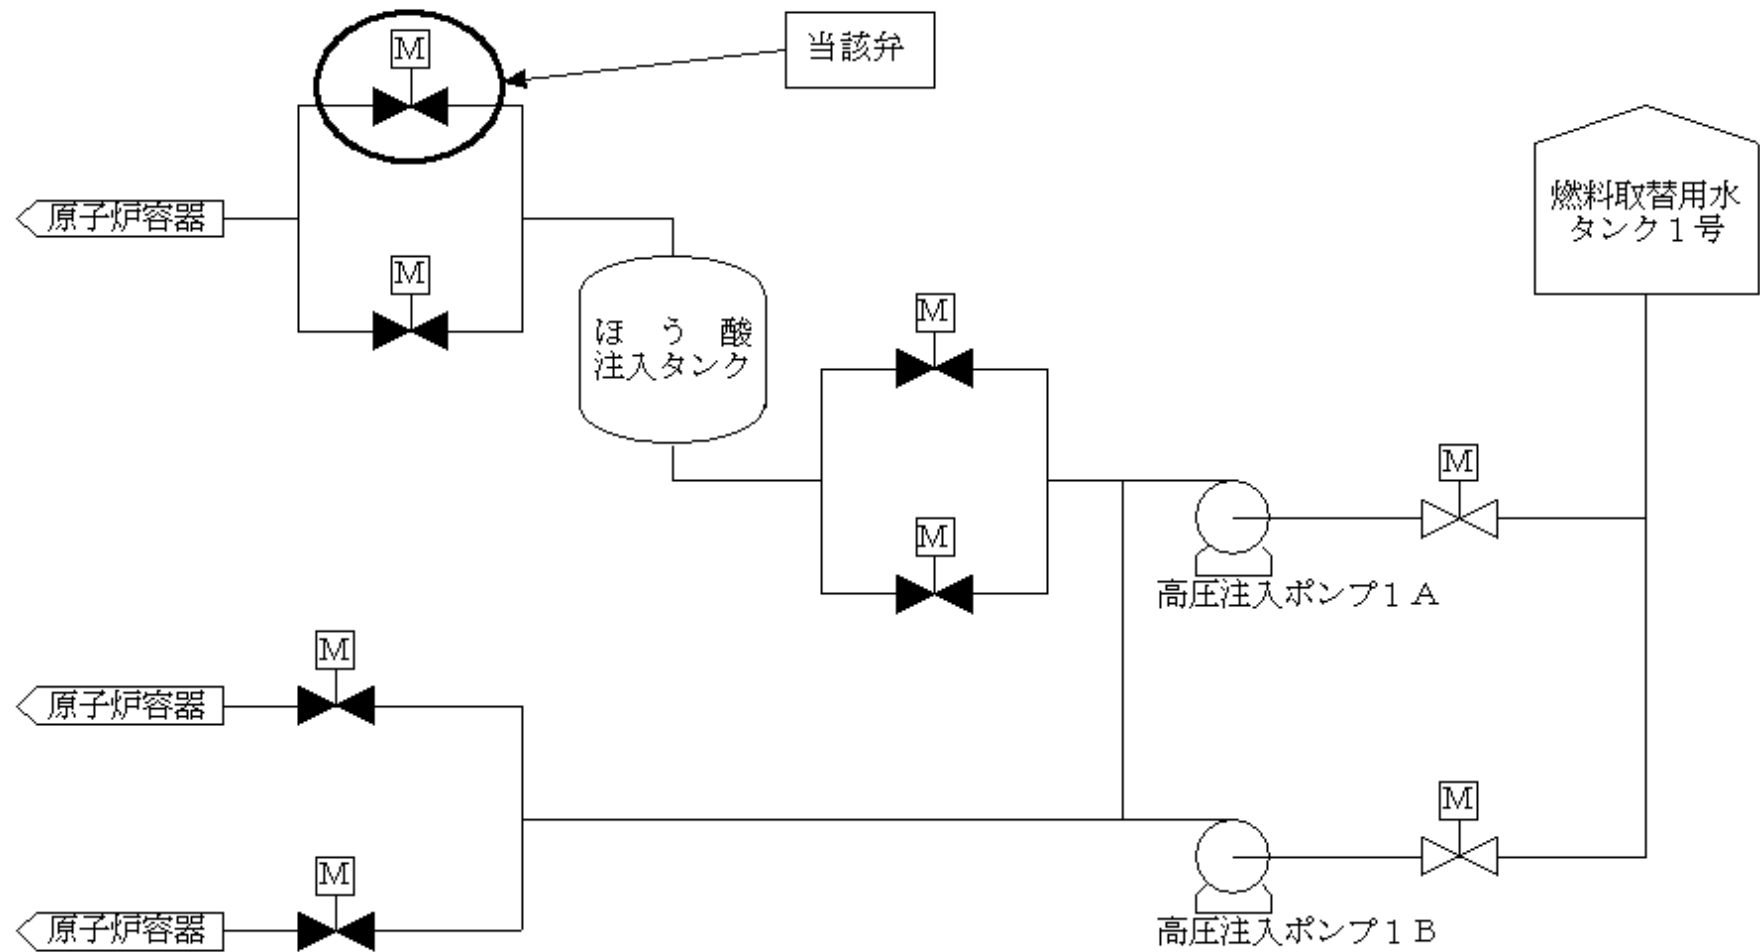 M
当該弁
原子炉容器
燃料取替用水
タンク1号
M
M
ほ う 酸
注入タンク
M
M
高圧注入ポンプ1A
M
原子炉容器
M
M
原子炉容器
高圧注入ポンプ1B